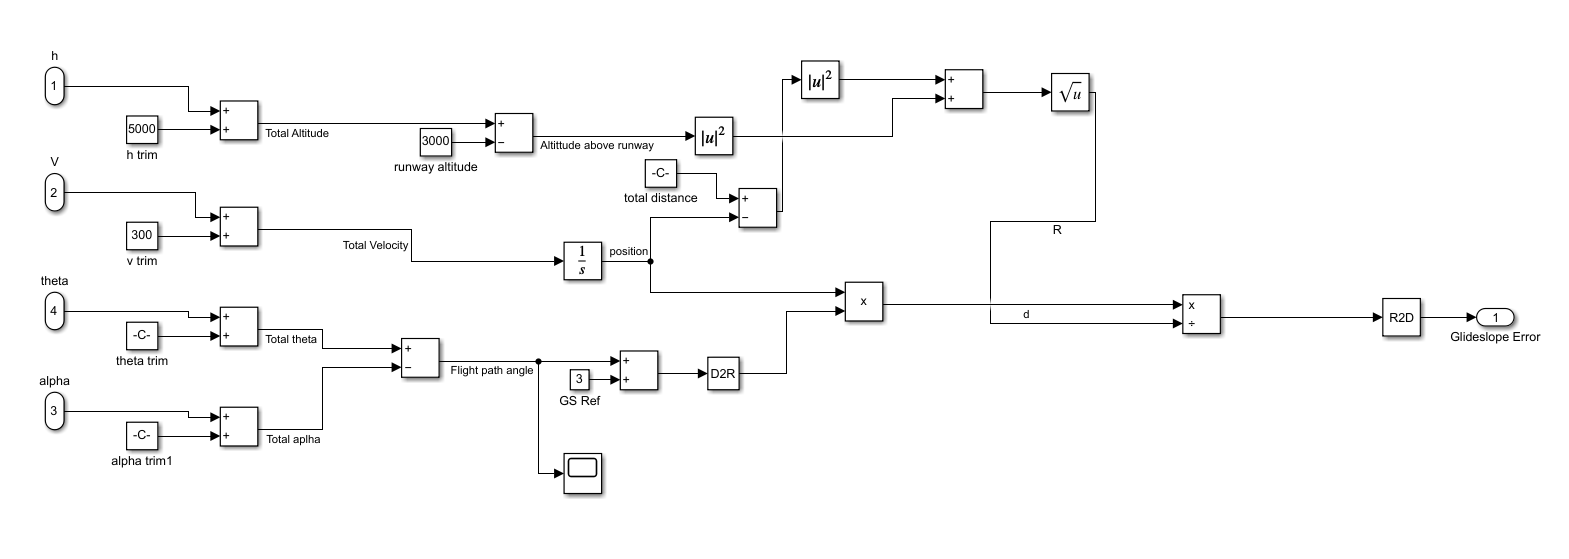 h
1
+
+
5000
h trim
Total Altitude
3000
runway altitude
+
−
Altittude above runway
|u|²
|u|²
+
+
√u
V
2
+
+
300
v trim
Total Velocity
-C-
total distance
+
−
1
s
position
R
theta
4
+
+
-C-
theta trim
Total theta
+
−
Flight path angle
3
GS Ref
+
+
D2R
x
d
x
÷
R2D
1
Glideslope Error
alpha
3
+
+
-C-
alpha trim1
Total aplha